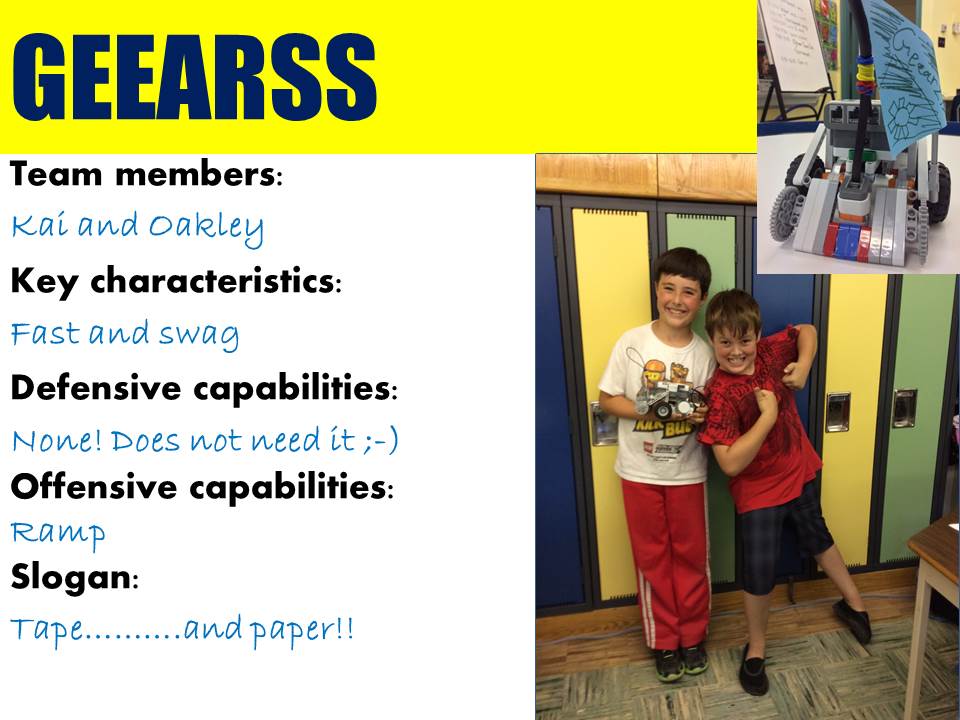 GEEARSS
Team members:
Kai and Oakley
Key characteristics:
Fast and swag
Defensive capabilities:
None! Does not need it ;-)
Offensive capabilities:
Ramp
Slogan:
Tape..........and paper!!